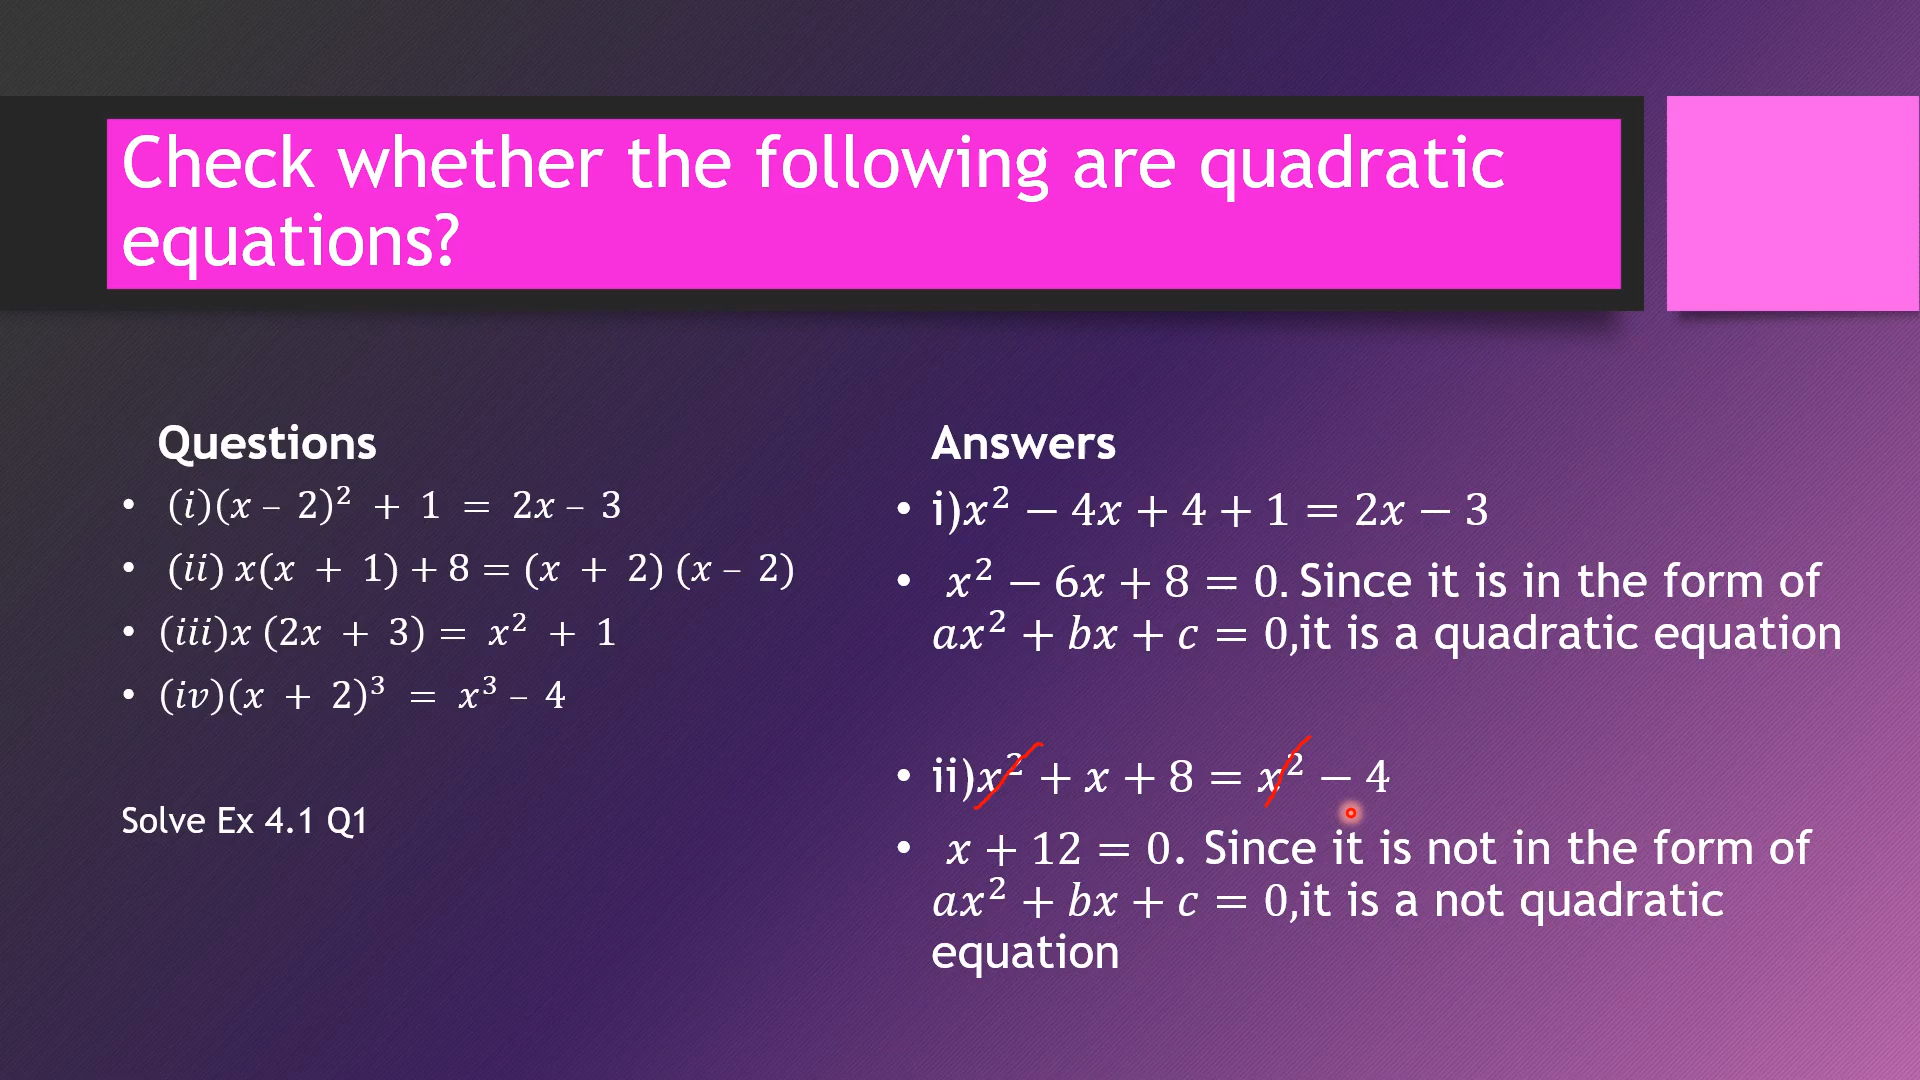 Check whether the following are quadratic
equations?
Questions
• (i)(x – 2)² + 1 = 2x – 3
• (ii) x(x + 1) + 8 = (x + 2) (x – 2)
• (iii)x (2x + 3) = x² + 1
• (iv)(x + 2)³ = x³ – 4
Solve Ex 4.1 Q1
Answers
• i)x² − 4x + 4 + 1 = 2x − 3
• x² − 6x + 8 = 0. Since it is in the form of
ax² + bx + c = 0,it is a quadratic equation
• ii)x² + x + 8 = x² − 4
• x + 12 = 0. Since it is not in the form of
ax² + bx + c = 0,it is a not quadratic
equation